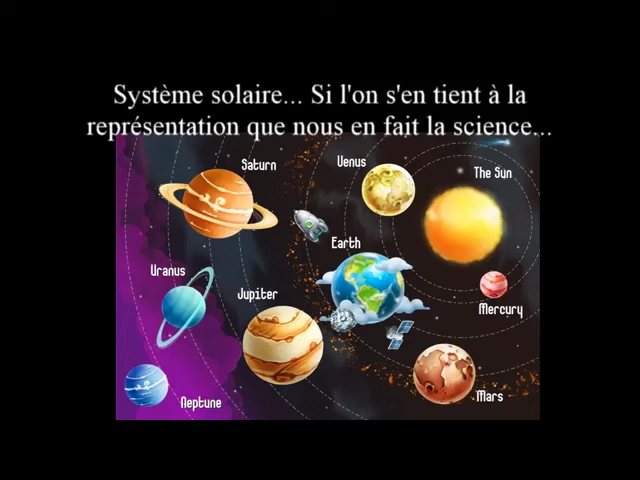 Système solaire... Si l'on s'en tient à la
représentation que nous en fait la science...
Saturn
Venus
The Sun
Earth
Uranus
Jupiter
Mercury
Mars
Neptune